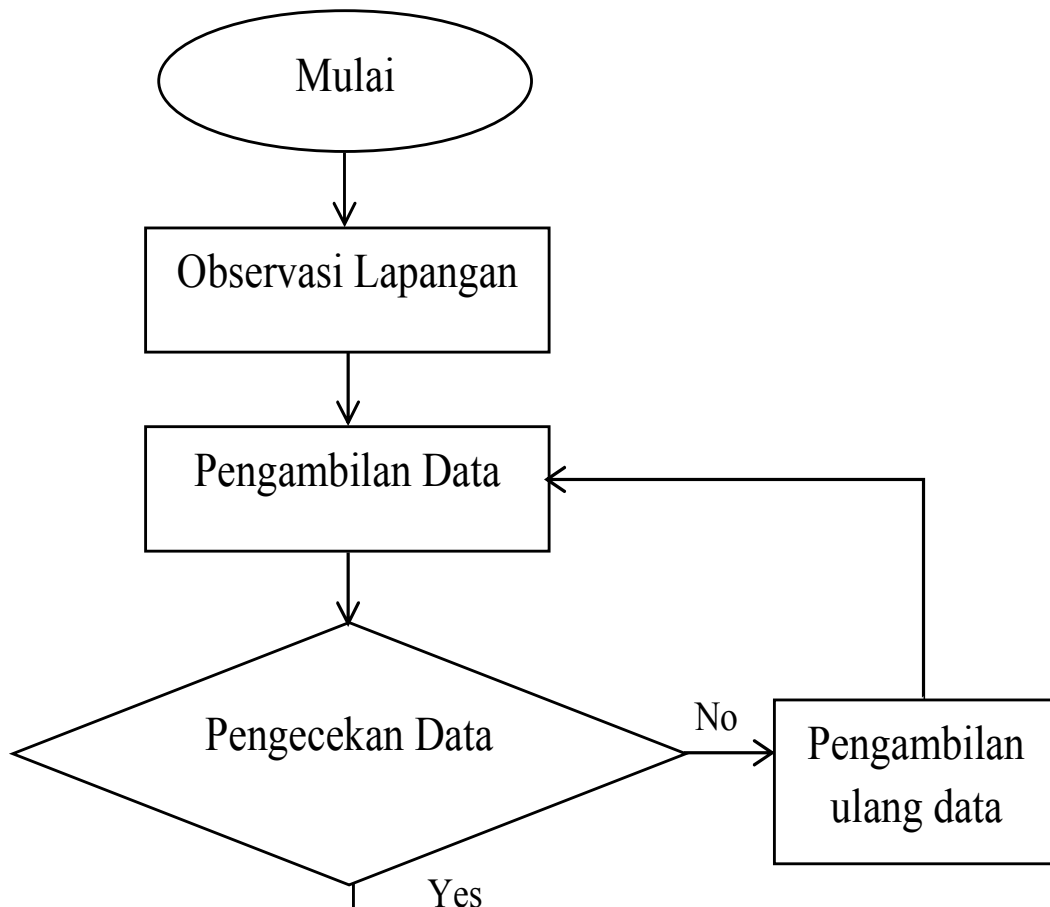 Mulai
Observasi Lapangan
Pengambilan Data
Pengecekan Data
No
Pengambilan
ulang data
Yes